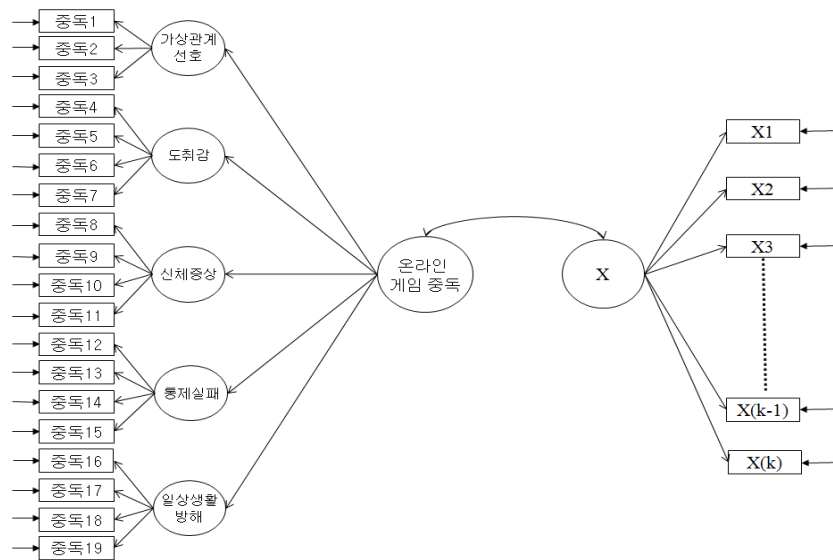 중독1
중독2
중독3
중독4
중독5
중독6
중독7
중독8
중독9
중독10
중독11
중독12
중독13
중독14
중독15
중독16
중독17
중독18
중독19
가상관계
선호
도취감
신체증상
통제실패
일상생활
방해
온라인
게임 중독
X
X1
X2
X3
X(k-1)
X(k)